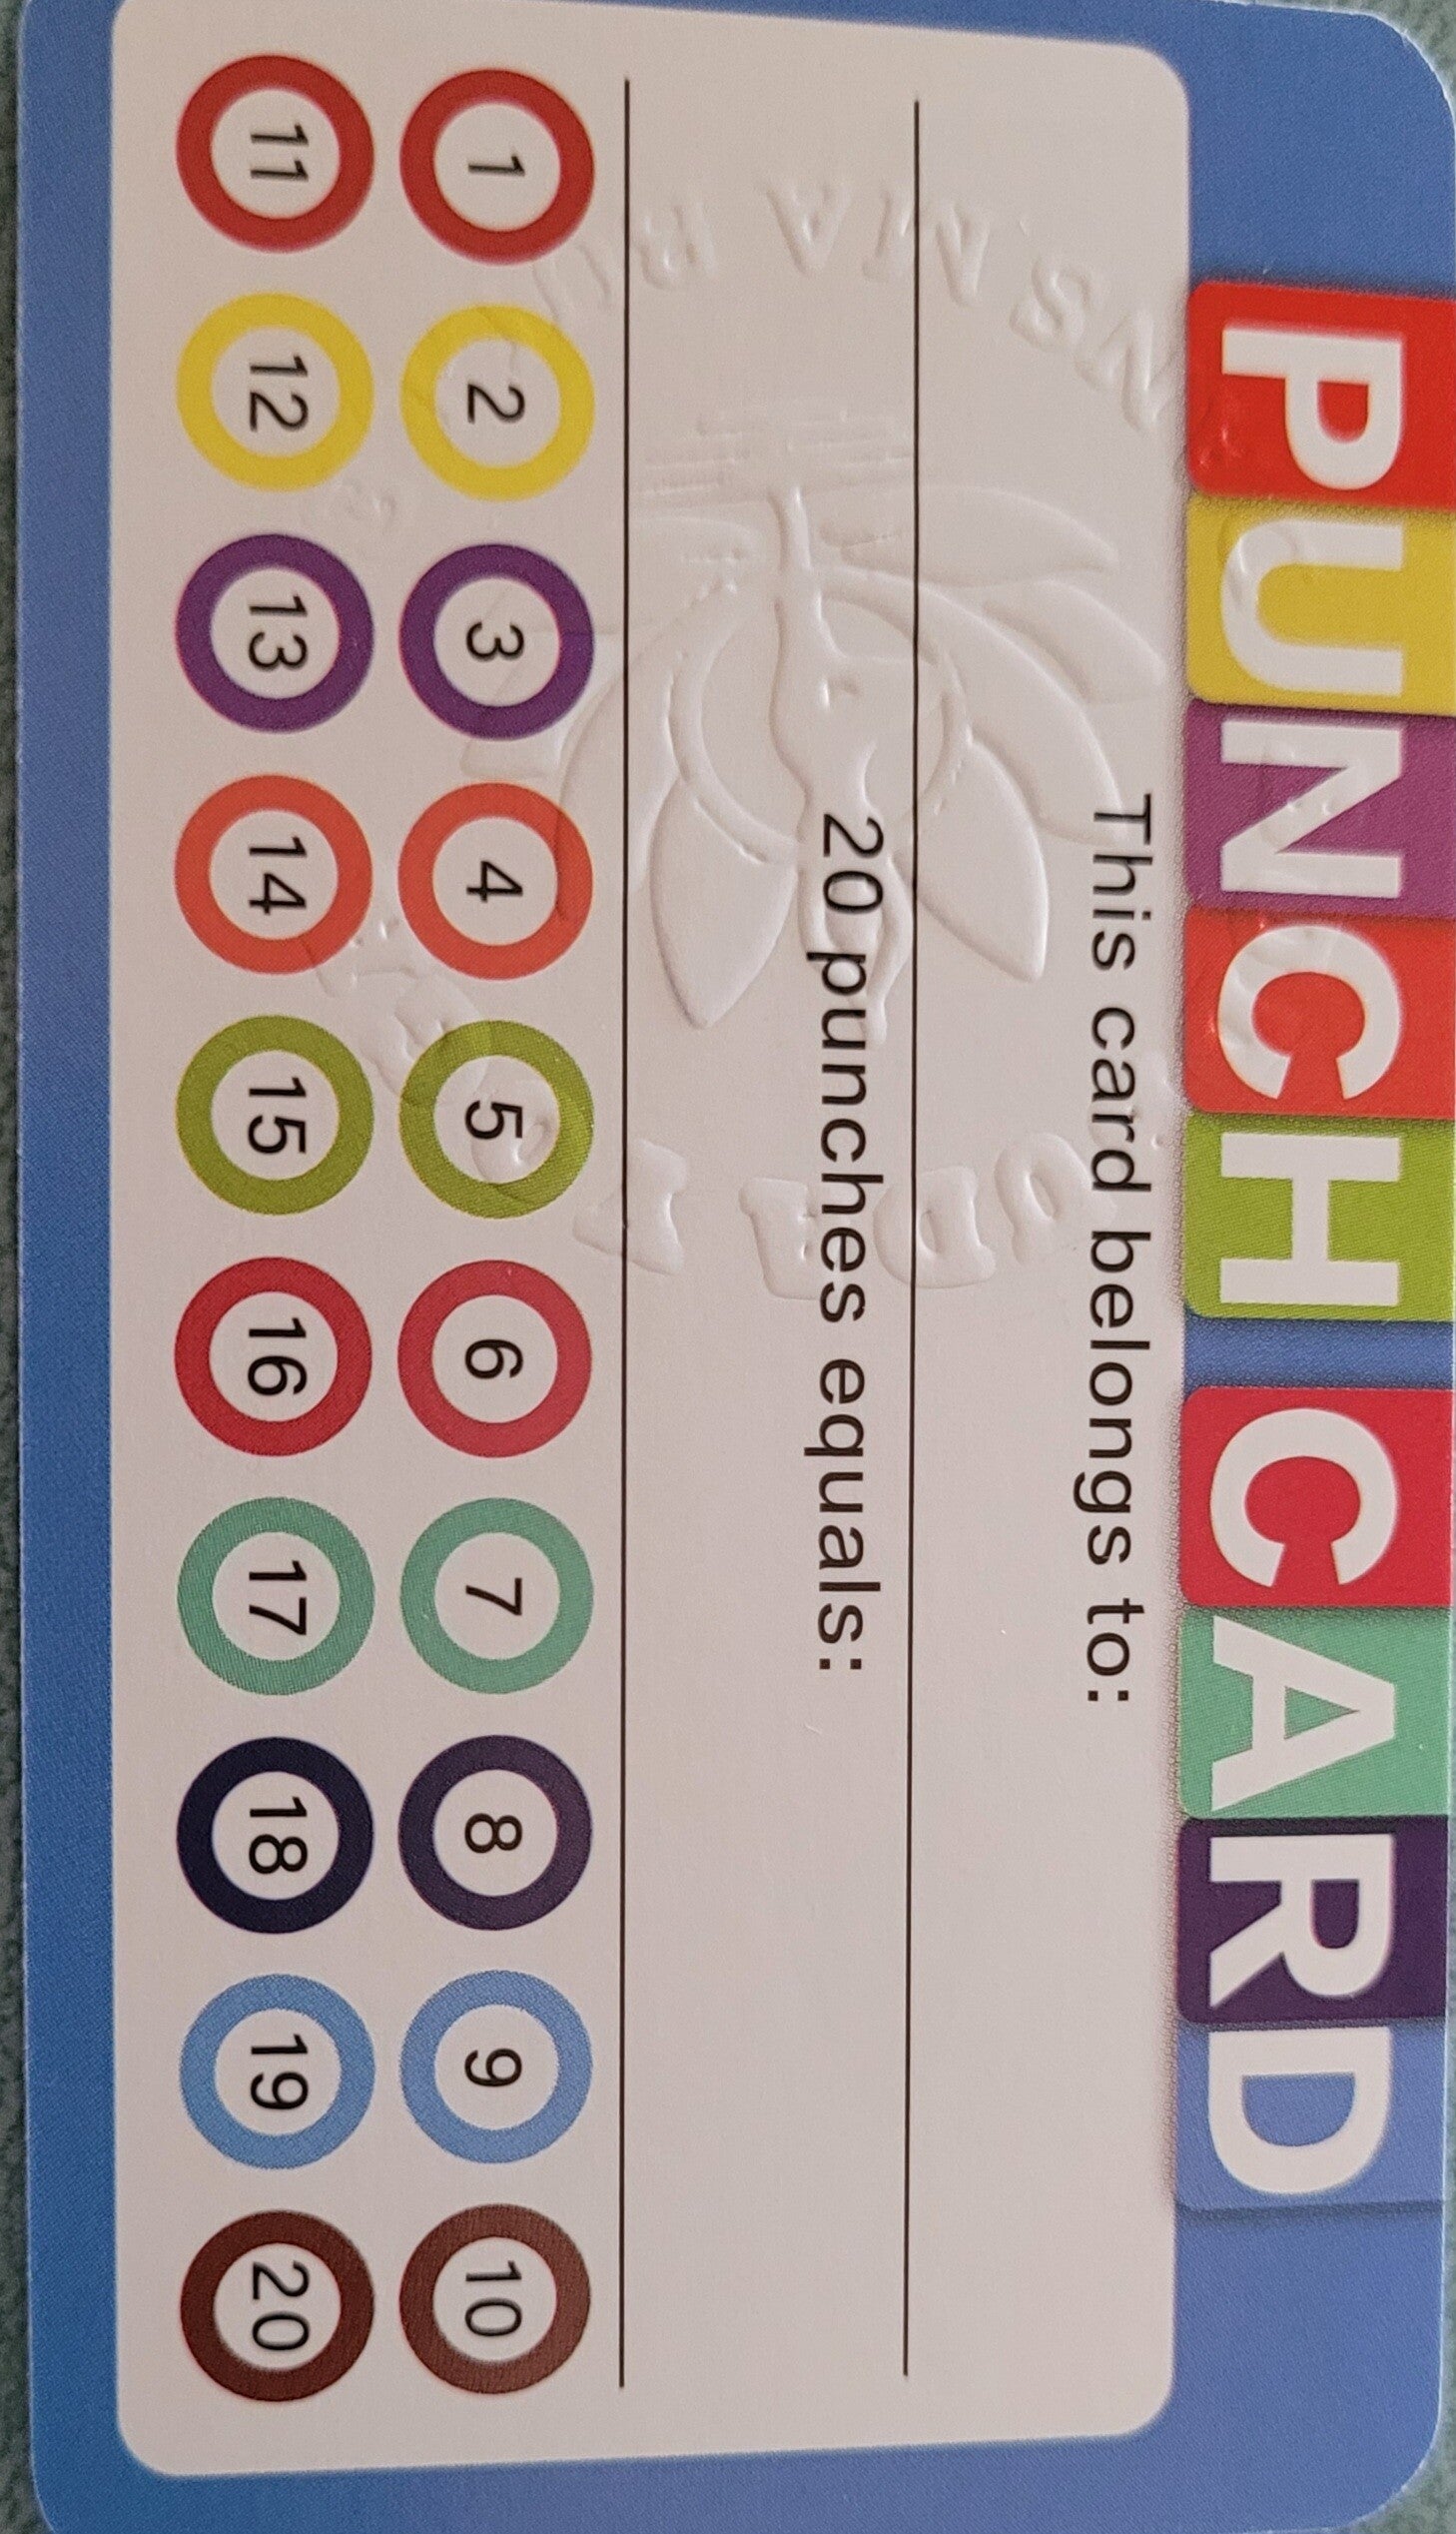 PUNCH CARD
This card belongs to:
20 punches equals:
1 2 3 4 5 6 7 8 9 10
11 12 13 14 15 16 17 18 19 20